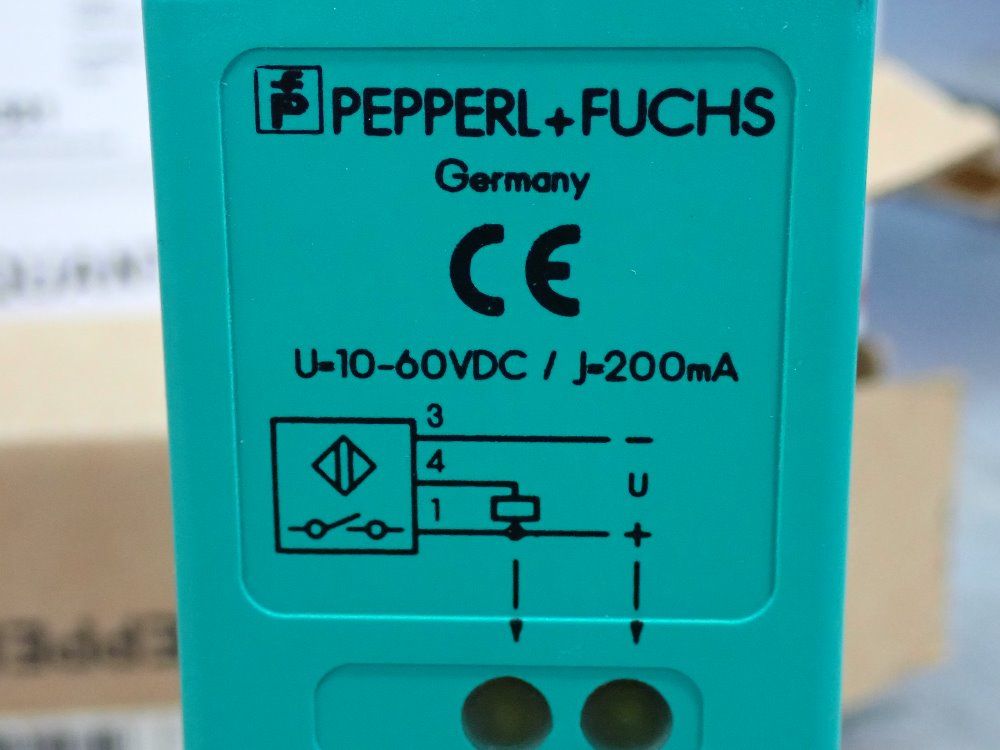 PEPPERL+FUCHS
Germany
CE
U=10-60VDC / J=200mA
3 −
4
U
1 +